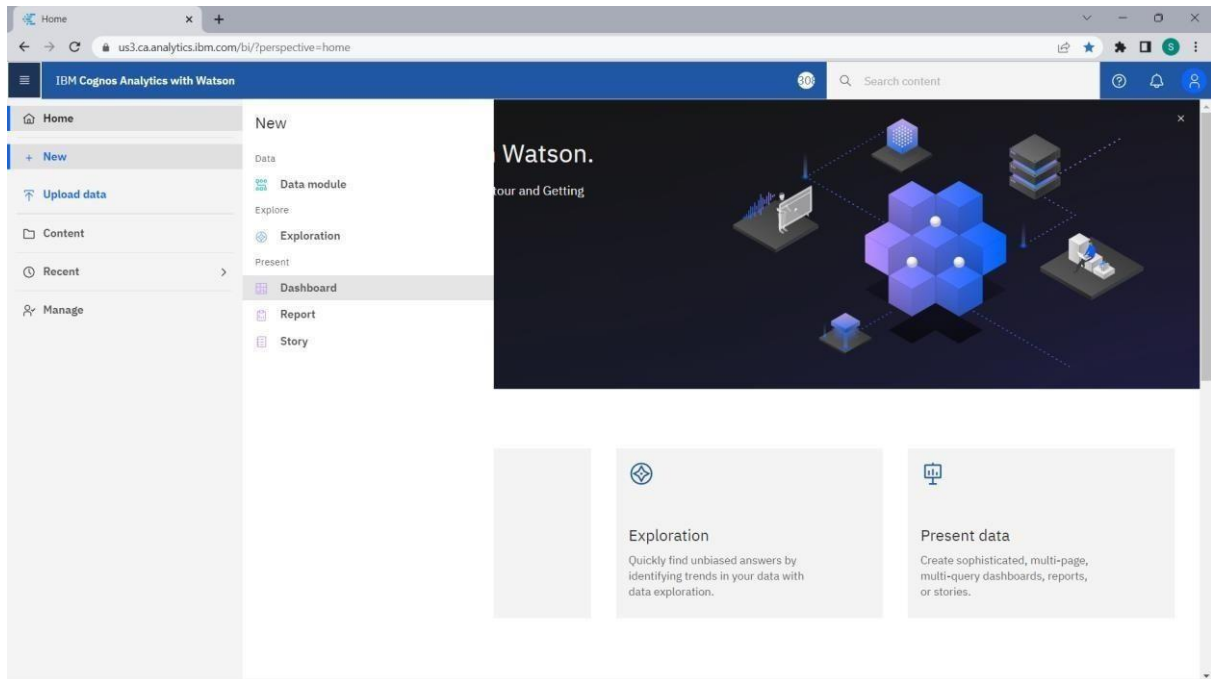 Home
us3.ca.analytics.ibm.com/bi/?perspective=home
S
IBM Cognos Analytics with Watson
Search content
Home
New
Upload data
Content
Recent
Manage
New
Data
Data module
Explore
Exploration
Present
Dashboard
Report
Story
Watson.
tour and Getting
Exploration
Quickly find unbiased answers by
identifying trends in your data with
data exploration.
Present data
Create sophisticated, multi-page,
multi-query dashboards, reports,
or stories.